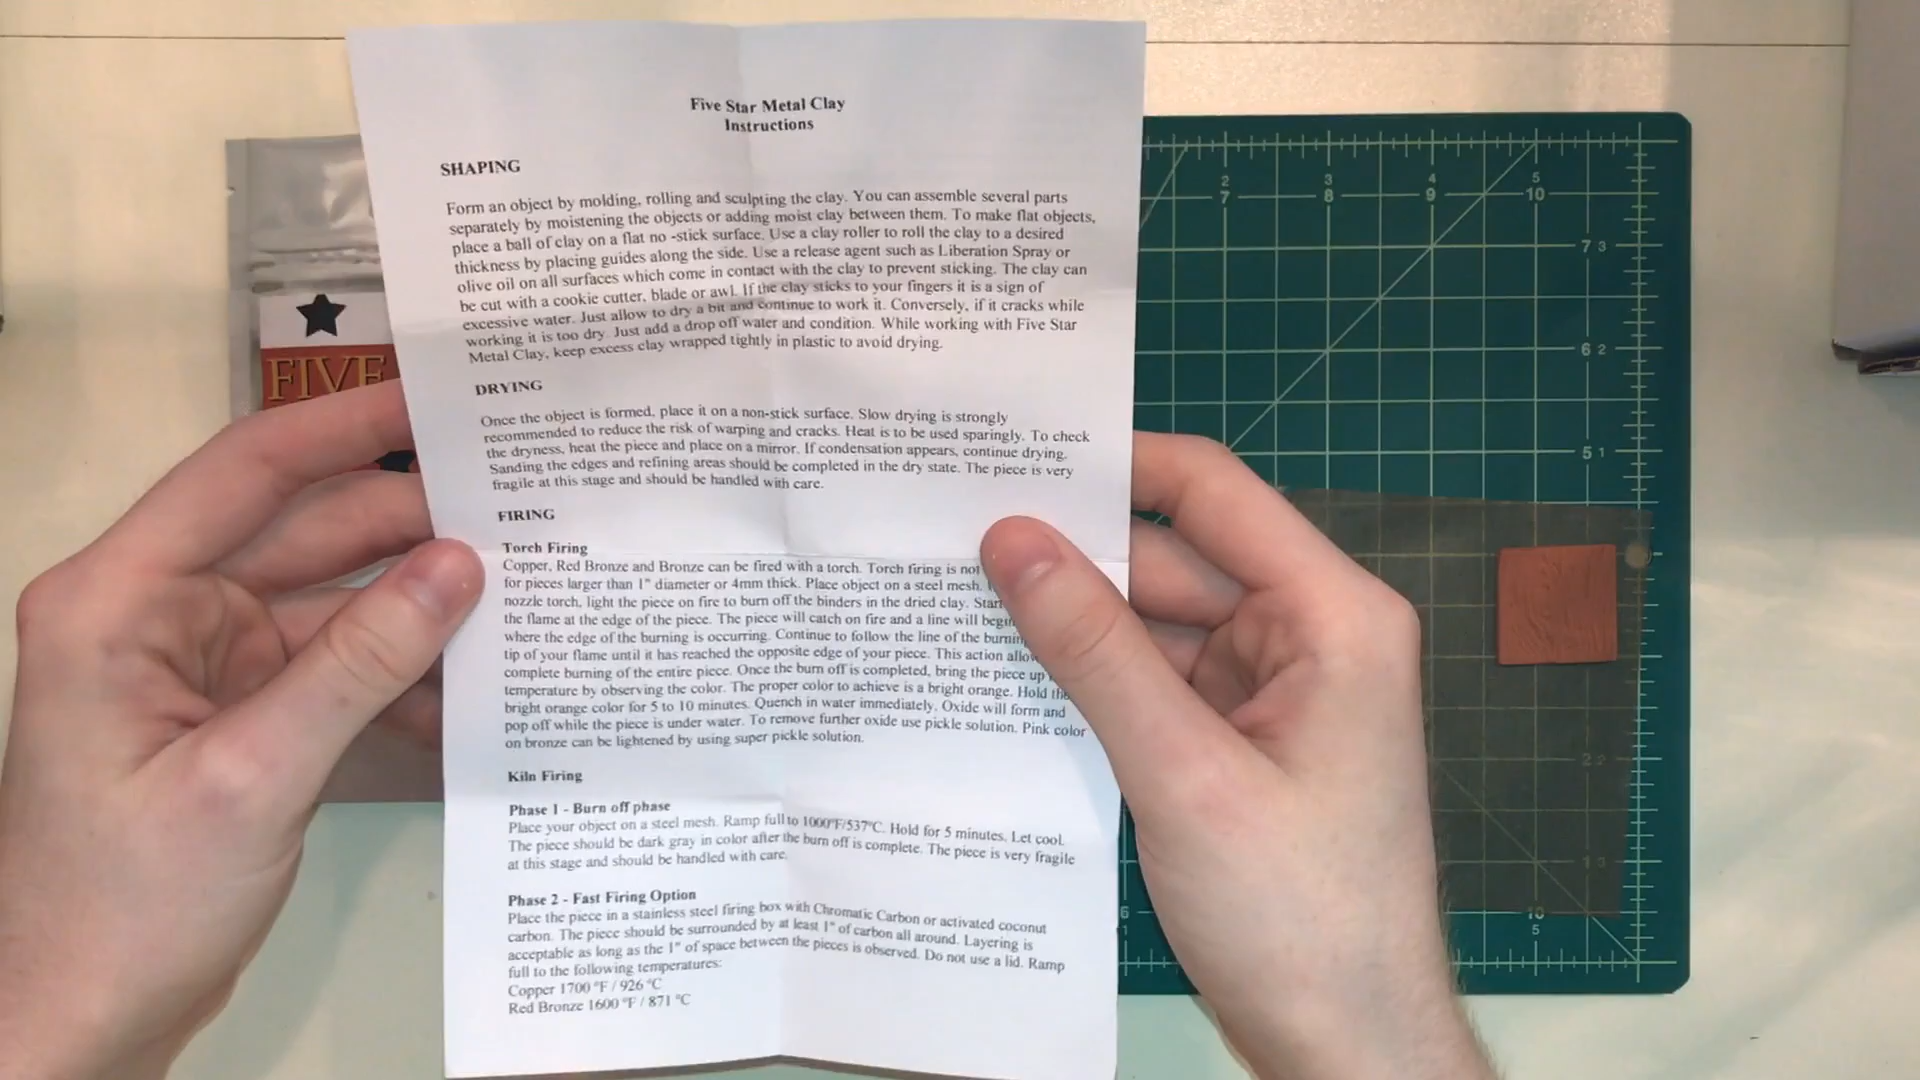 Five Star Metal Clay
Instructions
SHAPING
Form an object by molding, rolling and sculpting the clay. You can assemble several parts
separately by moistening the objects or adding moist clay between them. To make flat objects,
place a ball of clay on a flat no -stick surface. Use a clay roller to roll the clay to a desired
thickness by placing guides along the side. Use a release agent such as Liberation Spray or
olive oil on all surfaces which come in contact with the clay to prevent sticking. The clay can
be cut with a cookie cutter, blade or awl. If the clay sticks to your fingers it is a sign of
excessive water. Just allow to dry a bit and continue to work it. Conversely, if it cracks while
working it is too dry. Just add a drop off water and condition. While working with Five Star
Metal Clay, keep excess clay wrapped tightly in plastic to avoid drying.
DRYING
Once the object is formed, place it on a non-stick surface. Slow drying is strongly
recommended to reduce the risk of warping and cracks. Heat is to be used sparingly. To check
the dryness, heat the piece and place on a mirror. If condensation appears, continue drying.
Sanding the edges and refining areas should be completed in the dry state. The piece is very
fragile at this stage and should be handled with care.
FIRING
Torch Firing
Copper, Red Bronze and Bronze can be fired with a torch. Torch firing is not
for pieces larger than 1" diameter or 4mm thick. Place object on a steel mesh.
nozzle torch, light the piece on fire to burn off the binders in the dried clay. Start
the flame at the edge of the piece. The piece will catch on fire and a line will begin
where the edge of the burning is occurring. Continue to follow the line of the
tip of your flame until it has reached the opposite edge of your piece. This action
complete burning of the entire piece. Once the burn off is completed, bring the piece up
temperature by observing the color. The proper color to achieve is a bright orange. Hold
bright orange color for 5 to 10 minutes. Quench in water immediately. Oxide will form and
pop off while the piece is under water. To remove further oxide use pickle solution. Pink color
on bronze can be lightened by using super pickle solution.
Kiln Firing
Phase 1 - Burn off phase
Place your object on a steel mesh. Ramp full to 1000°F/537°C. Hold for 5 minutes. Let cool.
The piece should be dark gray in color after the burn off is complete. The piece is very fragile
at this stage and should be handled with care.
Phase 2 - Fast Firing Option
Place the piece in a stainless steel firing box with Chromatic Carbon or activated coconut
carbon. The piece should be surrounded by at least 1" of carbon all around. Layering is
acceptable as long as the 1" of space between the pieces is observed. Do not use a lid. Ramp
full to the following temperatures:
Copper 1700 °F / 926 °C
Red Bronze 1600 °F / 871 °C
FIVE
2 3 4 5
7 8 9 10
7 3
6 2
5 1
2 2
1 3
6 10
1 5